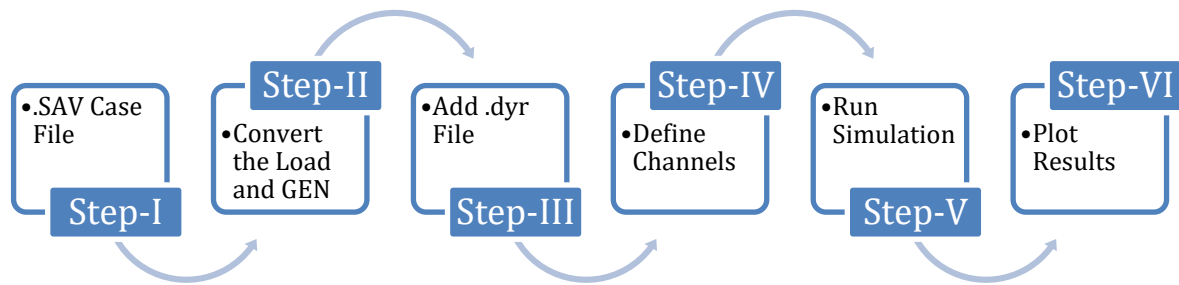 •.SAV Case
File
Step-I
Step-II
•Convert
the Load
and GEN
•Add .dyr
File
Step-III
Step-IV
•Define
Channels
•Run
Simulation
Step-V
Step-VI
•Plot
Results